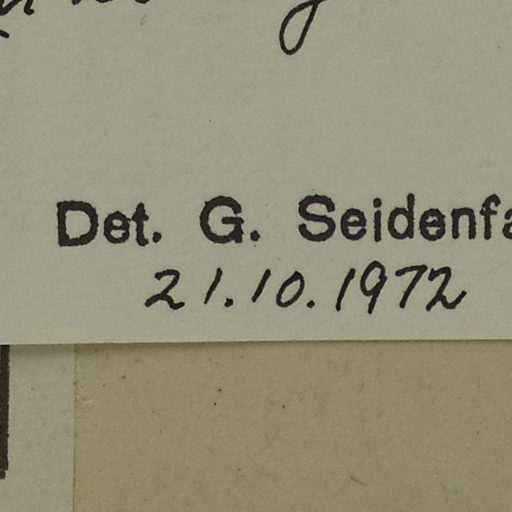 Det. G. Seidenfa
21.10.1972